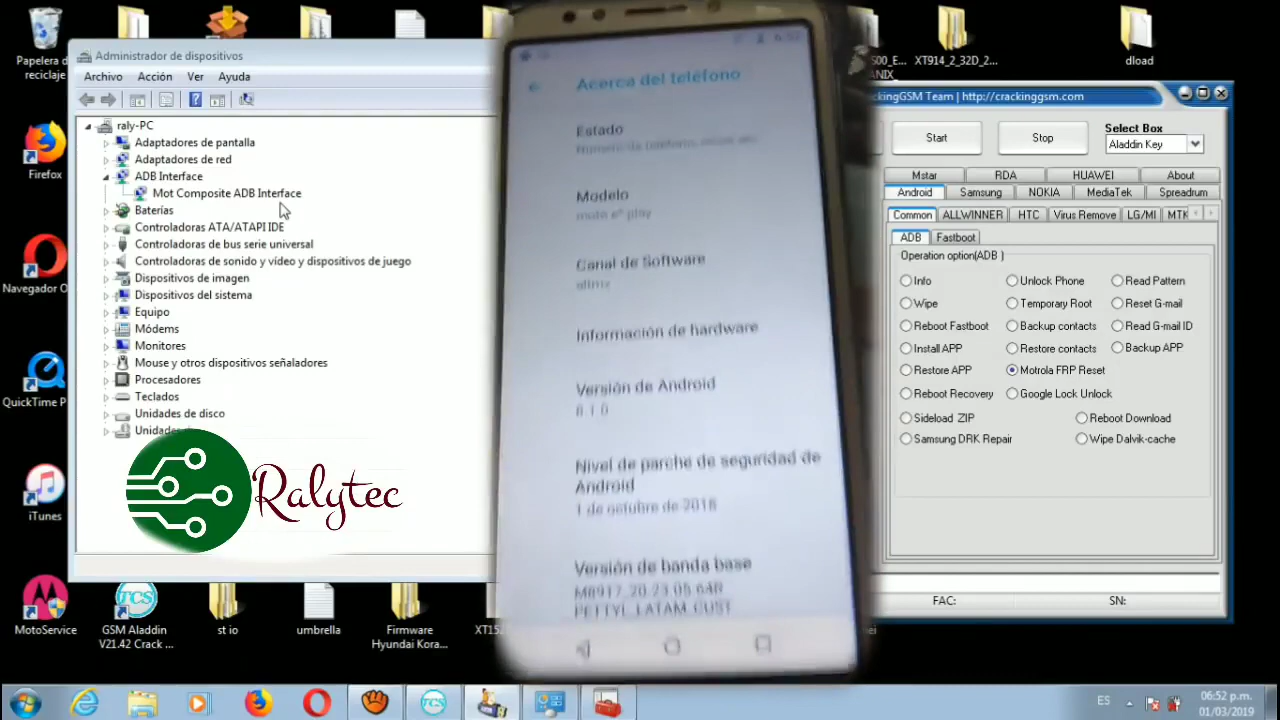 Papelera de
reciclaje
Firefox
Navegador O
QuickTime P
iTunes
MotoService
GSM Aladdin
V21.42 Crack ...
st io
umbrella
Firmware
Hyundai Kora...
XT152
Administrador de dispositivos
Archivo Acción Ver Ayuda
raly-PC
Adaptadores de pantalla
Adaptadores de red
ADB Interface
Mot Composite ADB Interface
Baterías
Controladoras ATA/ATAPI IDE
Controladoras de bus serie universal
Controladoras de sonido y vídeo y dispositivos de juego
Dispositivos de imagen
Dispositivos del sistema
Equipo
Módems
Monitores
Mouse y otros dispositivos señaladores
Procesadores
Teclados
Unidades de disco
Unidades
Ralytec
Acerca del teléfono
Estado
Modelo
Canal de Software
Información de hardware
Versión de Android
8.1.0
Nivel de parche de seguridad de
Android
1 de octubre de 2018
Versión de banda base
XT914_2_32D_2...
dload
ckingGSM Team | http://crackinggsm.com
Start
Stop
Select Box
Aladdin Key
Mstar RDA HUAWEI About
Android Samsung NOKIA MediaTek Spreadrum
Common ALLWINNER HTC Virus Remove LG/MI MTK
ADB Fastboot
Operation option(ADB )
Info Unlock Phone Read Pattern
Wipe Temporary Root Reset G-mail
Reboot Fastboot Backup contacts Read G-mail ID
Install APP Restore contacts Backup APP
Restore APP Motrola FRP Reset
Reboot Recovery Google Lock Unlock
Sideload ZIP Reboot Download
Samsung DRK Repair Wipe Dalvik-cache
FAC: SN:
TCS
ES
06:52 p.m.
01/03/2019